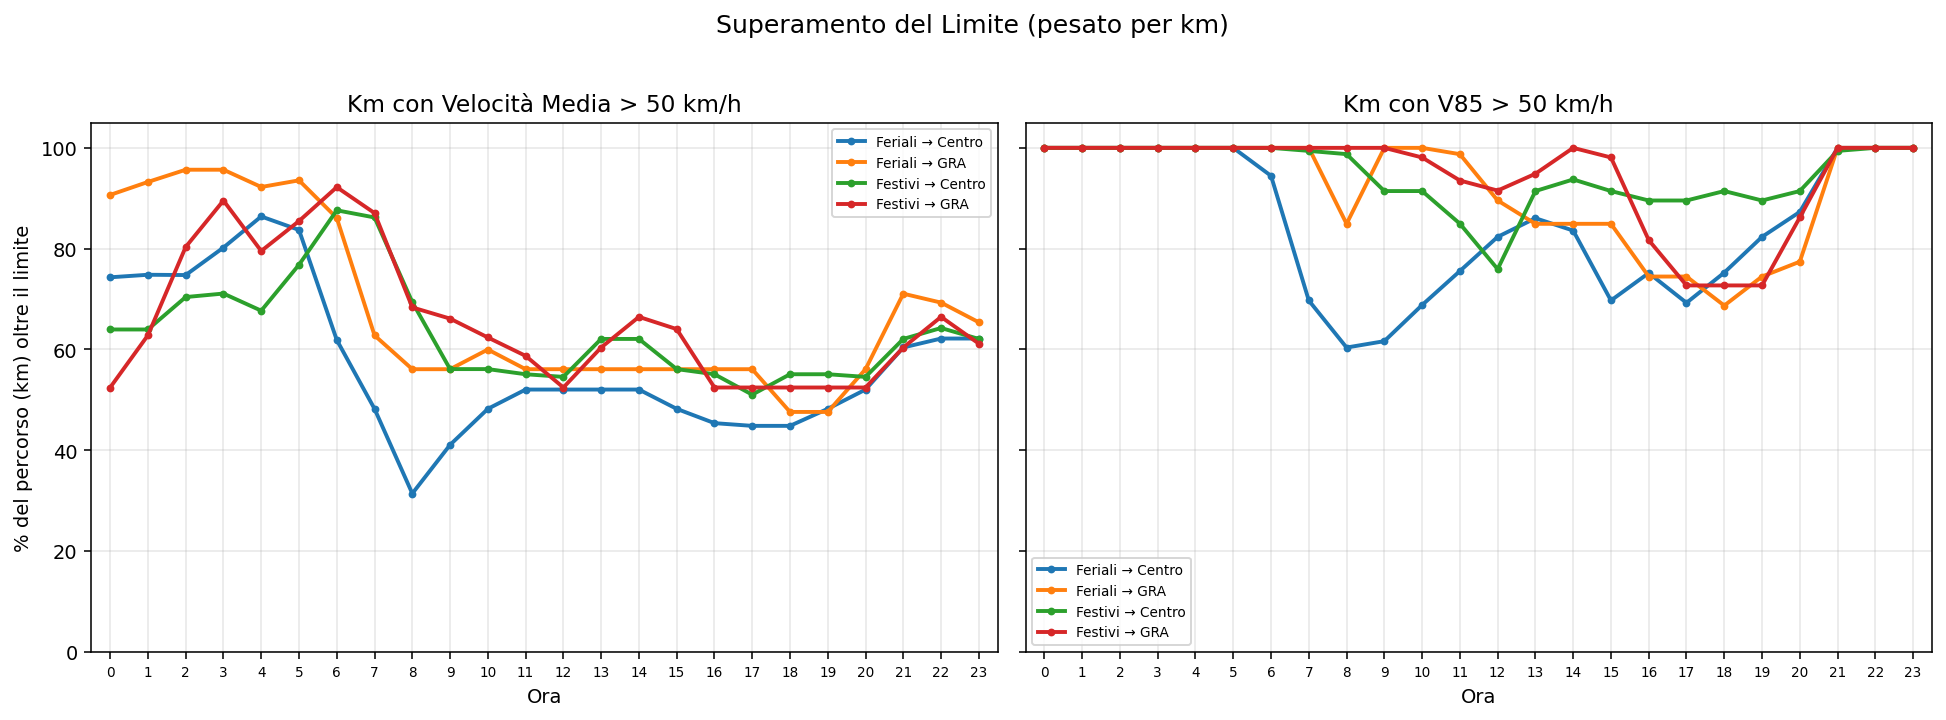 Superamento del Limite (pesato per km)
Km con Velocità Media > 50 km/h
% del percorso (km) oltre il limite
100
80
60
40
20
0
Feriali → Centro
Feriali → GRA
Festivi → Centro
Festivi → GRA
0 1 2 3 4 5 6 7 8 9 10 11 12 13 14 15 16 17 18 19 20 21 22 23
Ora
Km con V85 > 50 km/h
Feriali → Centro
Feriali → GRA
Festivi → Centro
Festivi → GRA
0 1 2 3 4 5 6 7 8 9 10 11 12 13 14 15 16 17 18 19 20 21 22 23
Ora